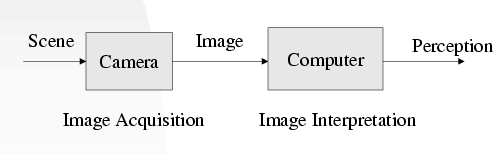 Scene
Camera
Image
Computer
Perception
Image Acquisition
Image Interpretation